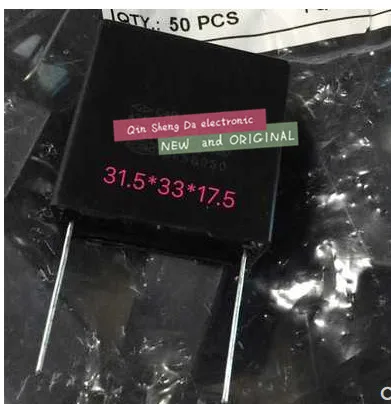 QTY.: 50 PCS
Qin Sheng Da electronic
NEW and ORIGINAL
31.5*33*17.5